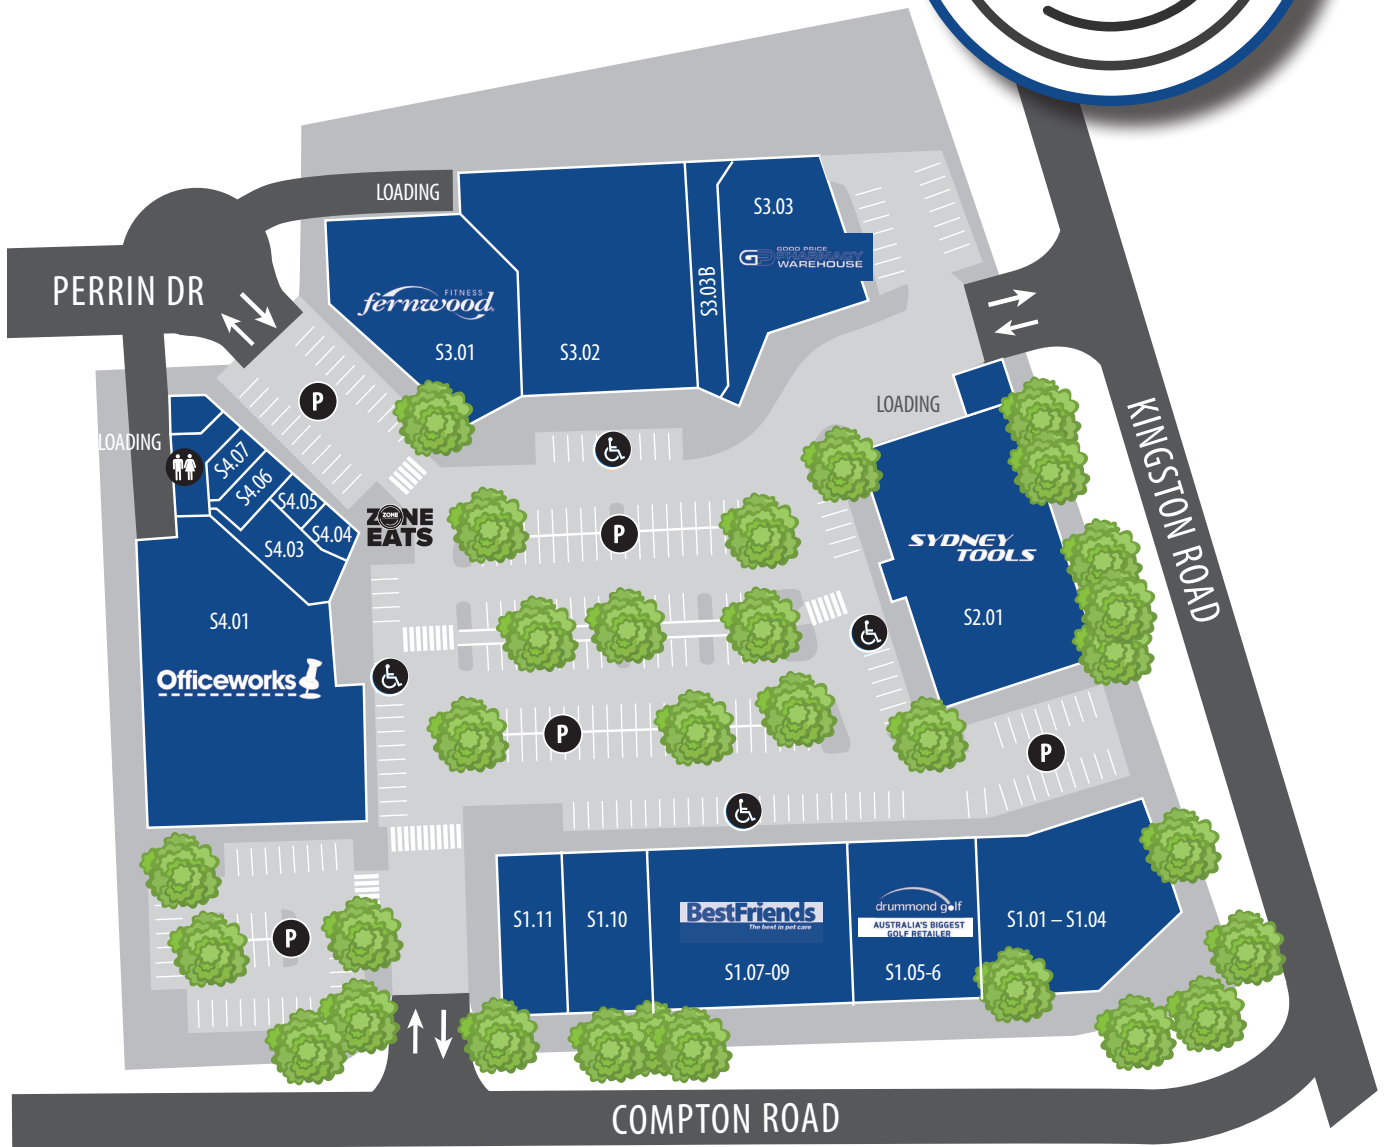 LOADING
S3.03
GOOD PRICE
GP PHARMACY
WAREHOUSE
PERRIN DR
FITNESS
fernwood
S3.03B
S3.01
S3.02
P
LOADING
KINGSTON ROAD
LOADING
S4.07
S4.06
S4.05
S4.04
S4.03
ZONE
EATS
P
SYDNEY
TOOLS
S2.01
S4.01
Officeworks
P
P
S1.11
S1.10
BestFriends
The best in pet care
S1.07-09
drummond golf
AUSTRALIA'S BIGGEST
GOLF RETAILER
S1.05-6
S1.01 – S1.04
P
COMPTON ROAD